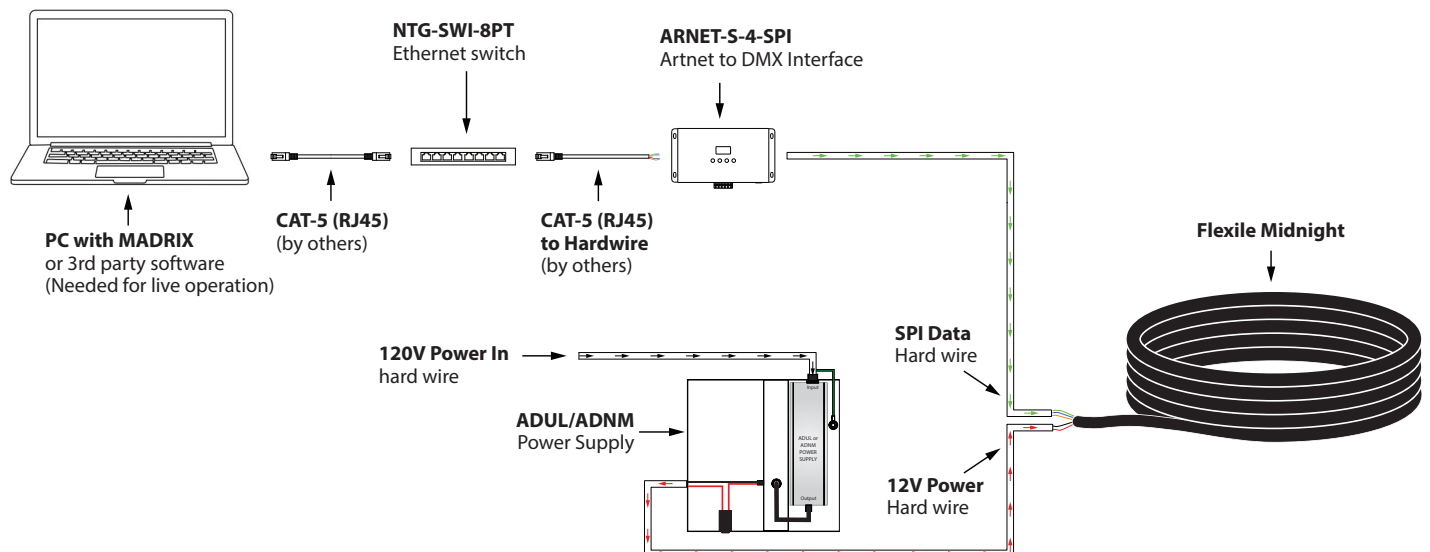 NTG-SWI-8PT
Ethernet switch
ARNET-S-4-SPI
Artnet to DMX Interface
PC with MADRIX
or 3rd party software
(Needed for live operation)
CAT-5 (RJ45)
(by others)
CAT-5 (RJ45)
to Hardwire
(by others)
Flexile Midnight
SPI Data
Hard wire
120V Power In
hard wire
Input
ADUL/ADNM
Power Supply
ADUL or
ADNM
POWER
SUPPLY
Output
12V Power
Hard wire